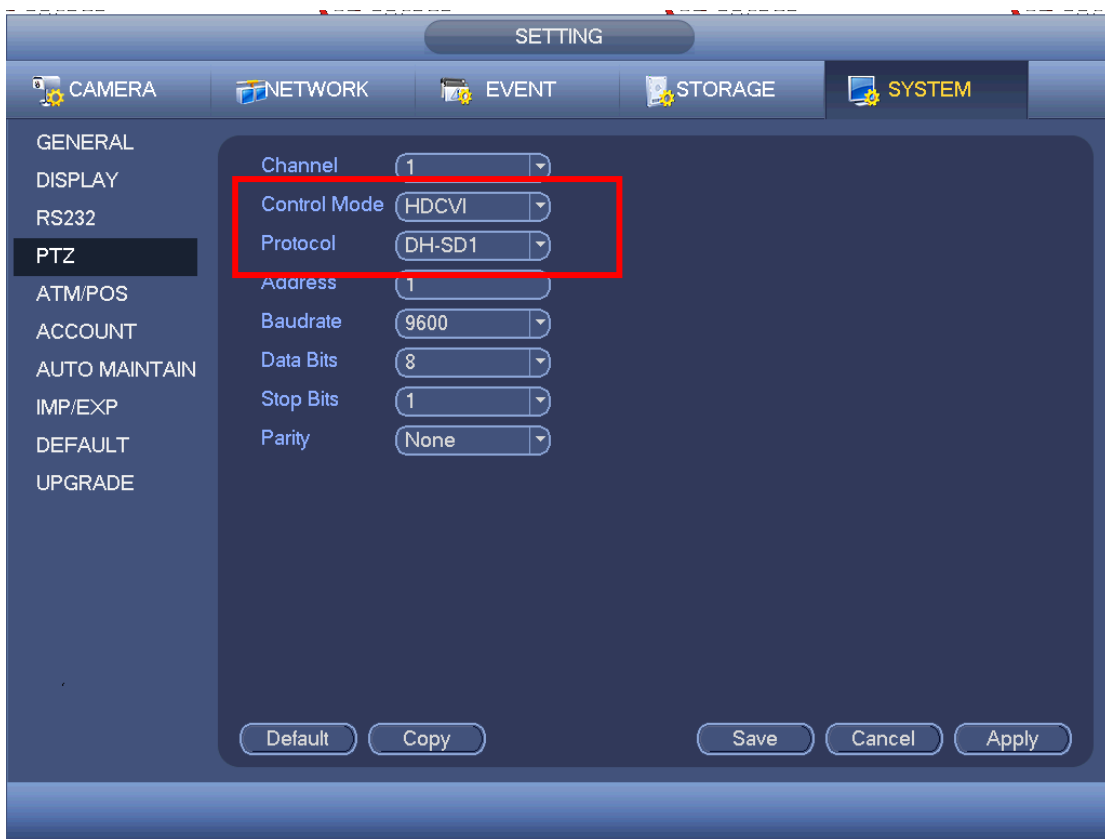 SETTING
CAMERA NETWORK EVENT STORAGE SYSTEM
GENERAL
DISPLAY
RS232
PTZ
ATM/POS
ACCOUNT
AUTO MAINTAIN
IMP/EXP
DEFAULT
UPGRADE
Channel 1
Control Mode HDCVI
Protocol DH-SD1
Address 1
Baudrate 9600
Data Bits 8
Stop Bits 1
Parity None
Default Copy Save Cancel Apply